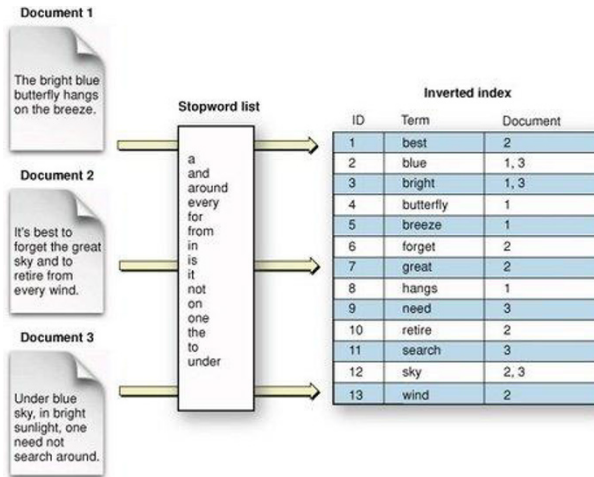 Document 1
The bright blue
butterfly hangs
on the breeze.
Document 2
It's best to
forget the great
sky and to
retire from
every wind.
Document 3
Under blue
sky, in bright
sunlight, one
need not
search around.
Stopword list
a
and
around
every
for
from
in
is
it
not
on
one
the
to
under
Inverted index
ID Term Document
1 best 2
2 blue 1, 3
3 bright 1, 3
4 butterfly 1
5 breeze 1
6 forget 2
7 great 2
8 hangs 1
9 need 3
10 retire 2
11 search 3
12 sky 2, 3
13 wind 2